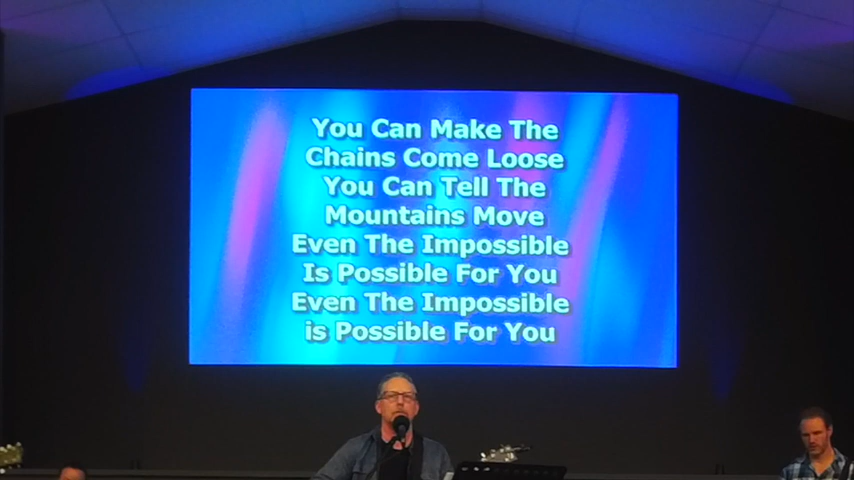 You Can Make The
Chains Come Loose
You Can Tell The
Mountains Move
Even The Impossible
Is Possible For You
Even The Impossible
is Possible For You